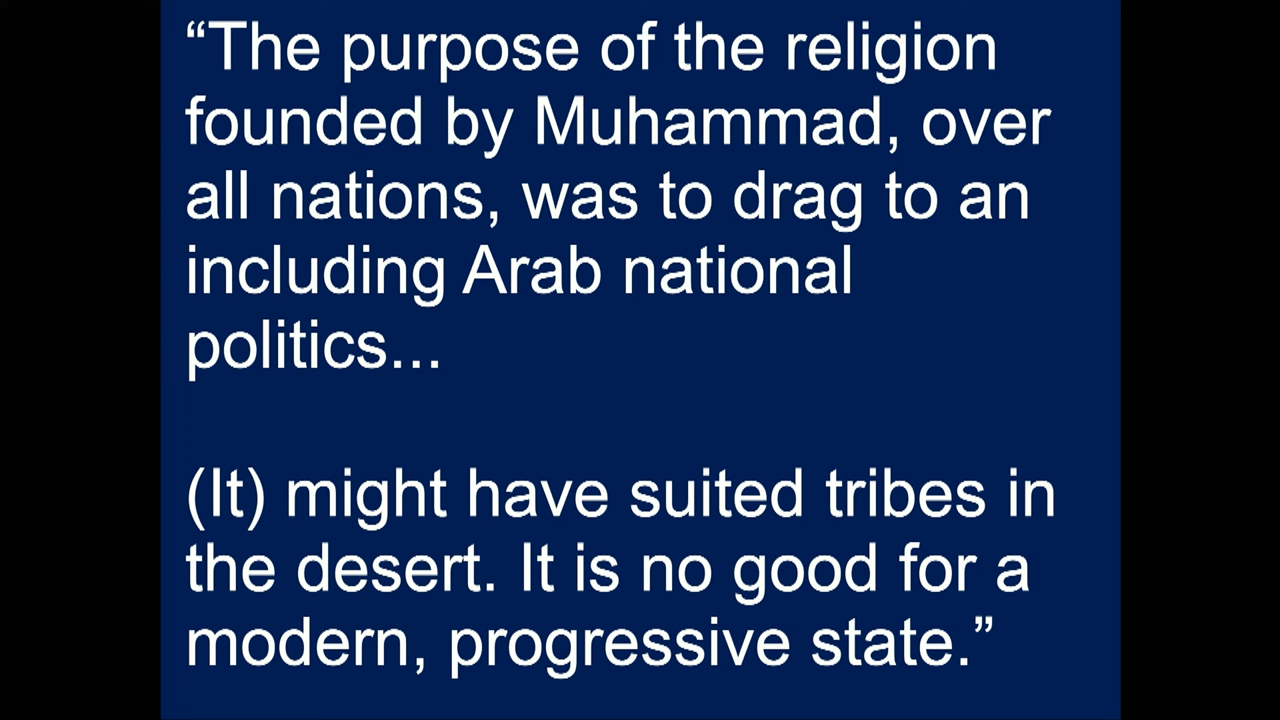 “The purpose of the religion
founded by Muhammad, over
all nations, was to drag to an
including Arab national
politics...
(It) might have suited tribes in
the desert. It is no good for a
modern, progressive state.”